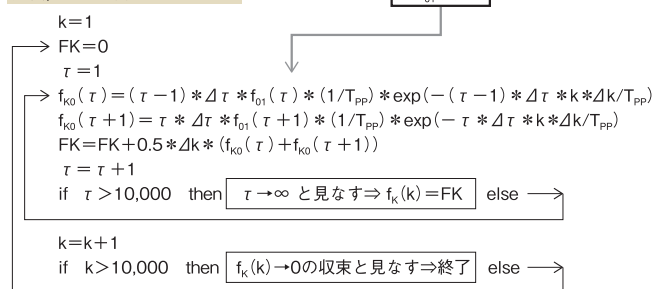 k=1
FK=0
τ=1
f_K0(τ)=(τ−1)*Δτ*f_01(τ)*(1/T_PP)*exp(−(τ−1)*Δτ*k*Δk/T_PP)
f_K0(τ+1)=τ*Δτ*f_01(τ+1)*(1/T_PP)*exp(−τ*Δτ*k*Δk/T_PP)
FK=FK+0.5*Δk*(f_K0(τ)+f_K0(τ+1))
τ=τ+1
if τ>10,000 then τ→∞ と見なす⇒ f_K(k)=FK else
k=k+1
if k>10,000 then f_K(k)→0の収束と見なす⇒終了 else